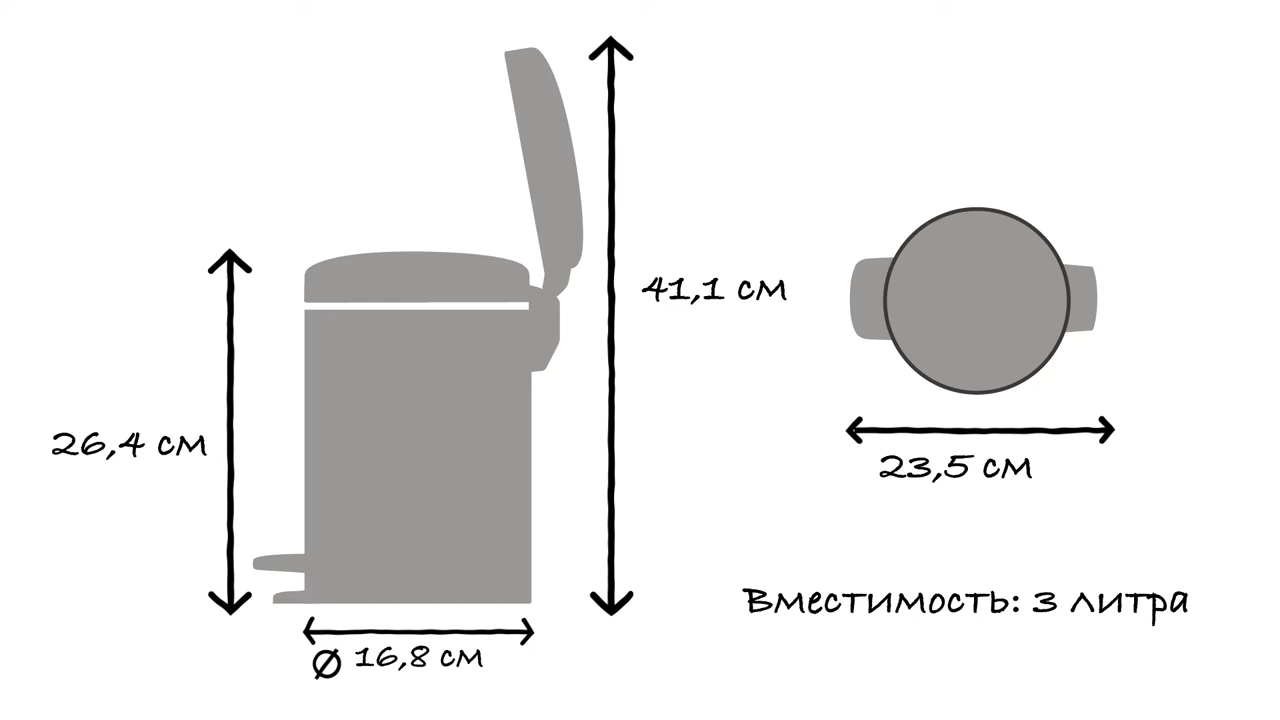 41,1 см
26,4 см
23,5 см
Вместимость: 3 литра
Ø 16,8 см